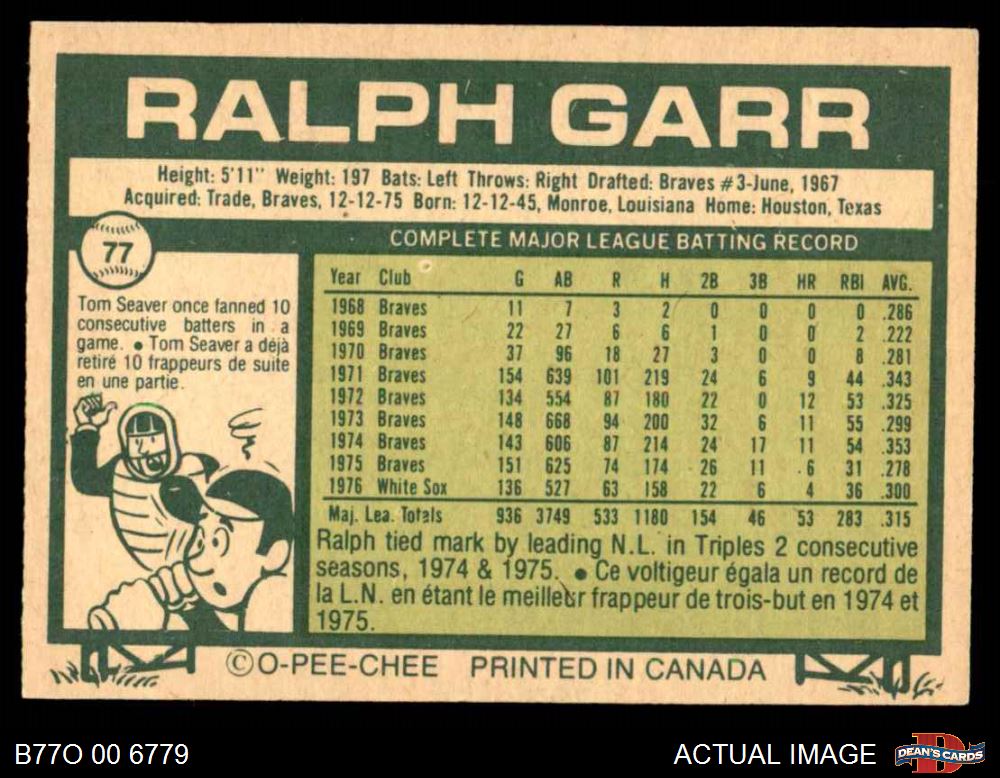 RALPH GARR
Height: 5'11" Weight: 197 Bats: Left Throws: Right Drafted: Braves #3-June, 1967
Acquired: Trade, Braves, 12-12-75 Born: 12-12-45, Monroe, Louisiana Home: Houston, Texas
77
Tom Seaver once fanned 10
consecutive batters in a
game. ● Tom Seaver a déjà
retiré 10 frappeurs de suite
en une partie.
COMPLETE MAJOR LEAGUE BATTING RECORD
Year Club G AB R H 2B 3B HR RBI AVG.
1968 Braves 11 7 3 2 0 0 0 0 .286
1969 Braves 22 27 6 6 1 0 0 2 .222
1970 Braves 37 96 18 27 3 0 0 8 .281
1971 Braves 154 639 101 219 24 6 9 44 .343
1972 Braves 134 554 87 180 22 0 12 53 .325
1973 Braves 148 668 94 200 32 6 11 55 .299
1974 Braves 143 606 87 214 24 17 11 54 .353
1975 Braves 151 625 74 174 26 11 6 31 .278
1976 White Sox 136 527 63 158 22 6 4 36 .300
Maj. Lea. Totals 936 3749 533 1180 154 46 53 283 .315
Ralph tied mark by leading N.L. in Triples 2 consecutive
seasons, 1974 & 1975. ● Ce voltigeur égala un record de
la L.N. en étant le meilleur frappeur de trois-but en 1974 et
1975.
©O-PEE-CHEE PRINTED IN CANADA
B77O 00 6779
ACTUAL IMAGE
DEAN'S CARDS